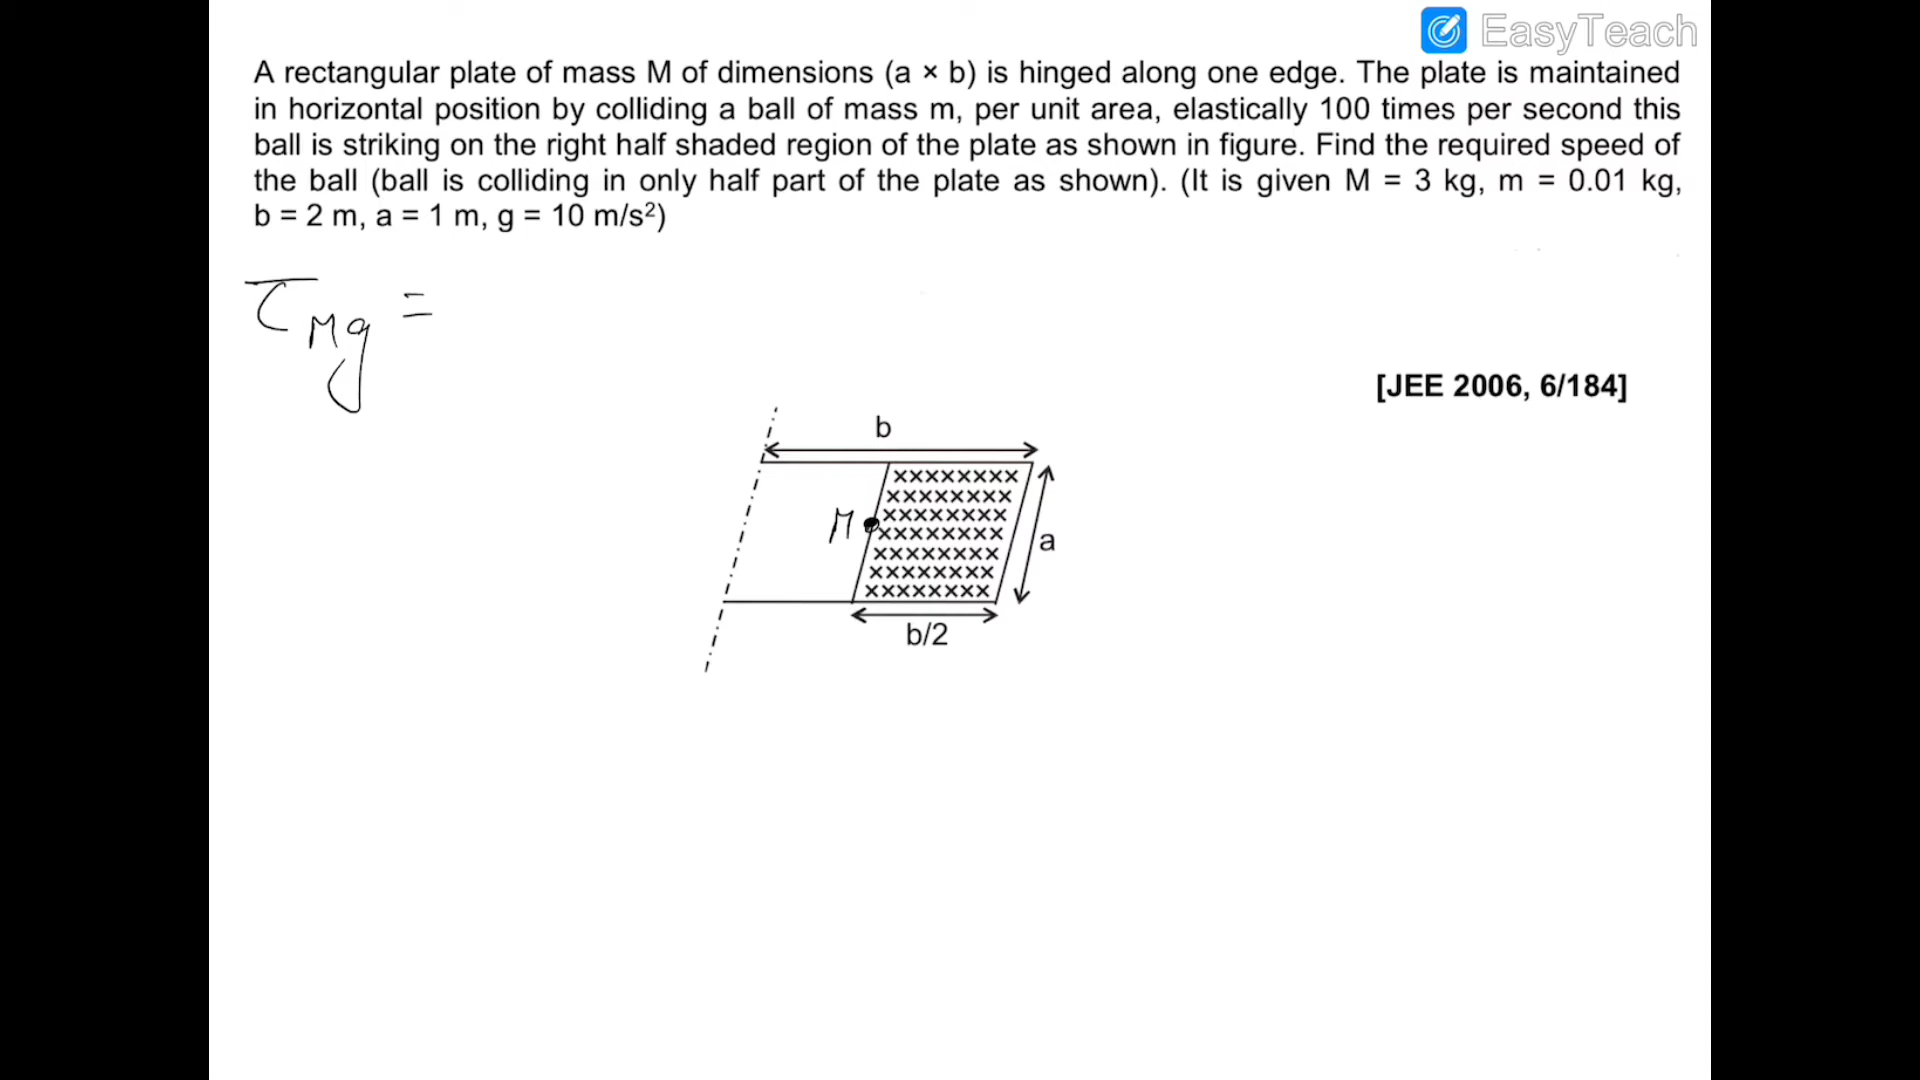 EasyTeach
A rectangular plate of mass M of dimensions (a × b) is hinged along one edge. The plate is maintained
in horizontal position by colliding a ball of mass m, per unit area, elastically 100 times per second this
ball is striking on the right half shaded region of the plate as shown in figure. Find the required speed of
the ball (ball is colliding in only half part of the plate as shown). (It is given M = 3 kg, m = 0.01 kg,
b = 2 m, a = 1 m, g = 10 m/s²)
τ_Mg =
[JEE 2006, 6/184]
b
××××××××
××××××××
××××××××
M ××××××××
a
××××××××
××××××××
××××××××
b/2